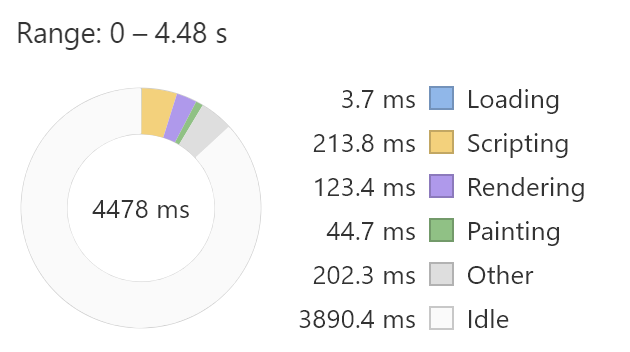 Range: 0 – 4.48 s
4478 ms
3.7 ms Loading
213.8 ms Scripting
123.4 ms Rendering
44.7 ms Painting
202.3 ms Other
3890.4 ms Idle